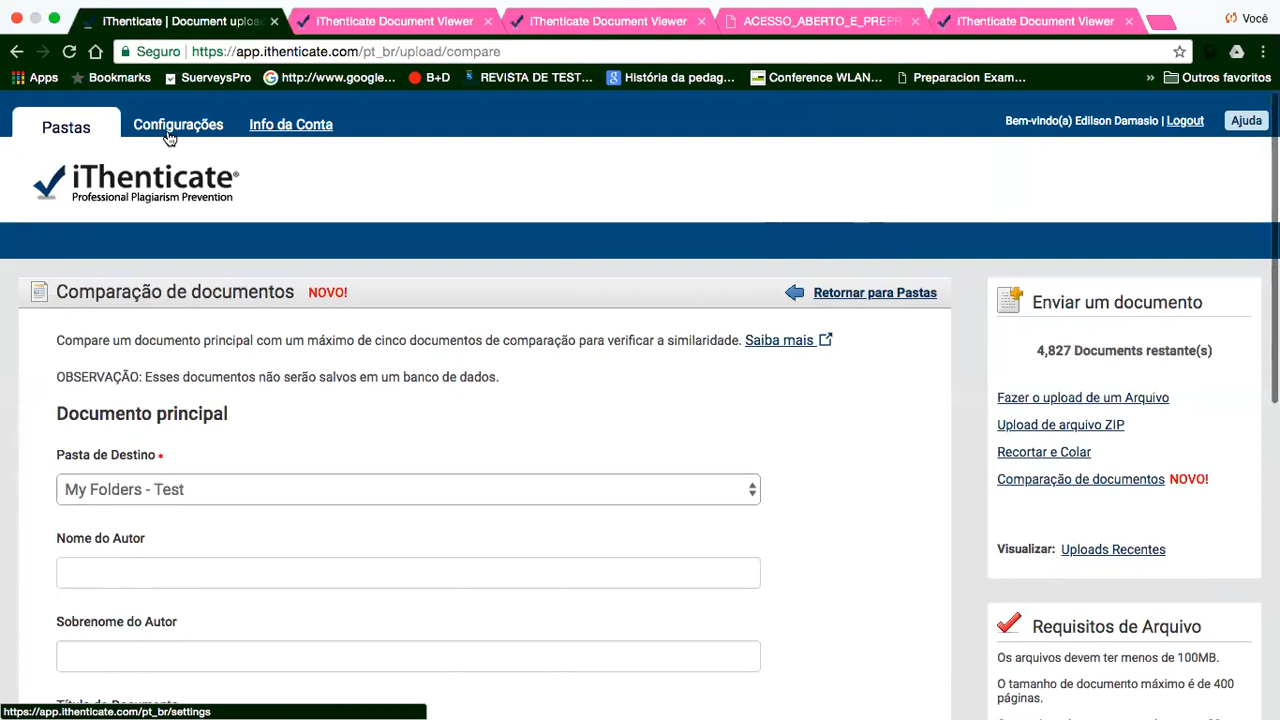 iThenticate | Document uploa
iThenticate Document Viewer
iThenticate Document Viewer
ACESSO_ABERTO_E_PREPR
iThenticate Document Viewer
Você
Seguro
https://app.ithenticate.com/pt_br/upload/compare
Apps
Bookmarks
SuerveysPro
http://www.google...
B+D
REVISTA DE TEST...
História da pedag...
Conference WLAN...
Preparacion Exam...
»
Outros favoritos
Pastas
Configurações
Info da Conta
Bem-vindo(a) Edilson Damasio | Logout
Ajuda
iThenticate®
Professional Plagiarism Prevention
Comparação de documentos NOVO!
Retornar para Pastas
Compare um documento principal com um máximo de cinco documentos de comparação para verificar a similaridade. Saiba mais
OBSERVAÇÃO: Esses documentos não serão salvos em um banco de dados.
Documento principal
Pasta de Destino •
My Folders - Test
Nome do Autor
Sobrenome do Autor
Título do Documento
Enviar um documento
4,827 Documents restante(s)
Fazer o upload de um Arquivo
Upload de arquivo ZIP
Recortar e Colar
Comparação de documentos NOVO!
Visualizar: Uploads Recentes
Requisitos de Arquivo
Os arquivos devem ter menos de 100MB.
O tamanho de documento máximo é de 400
páginas.
https://app.ithenticate.com/pt_br/settings